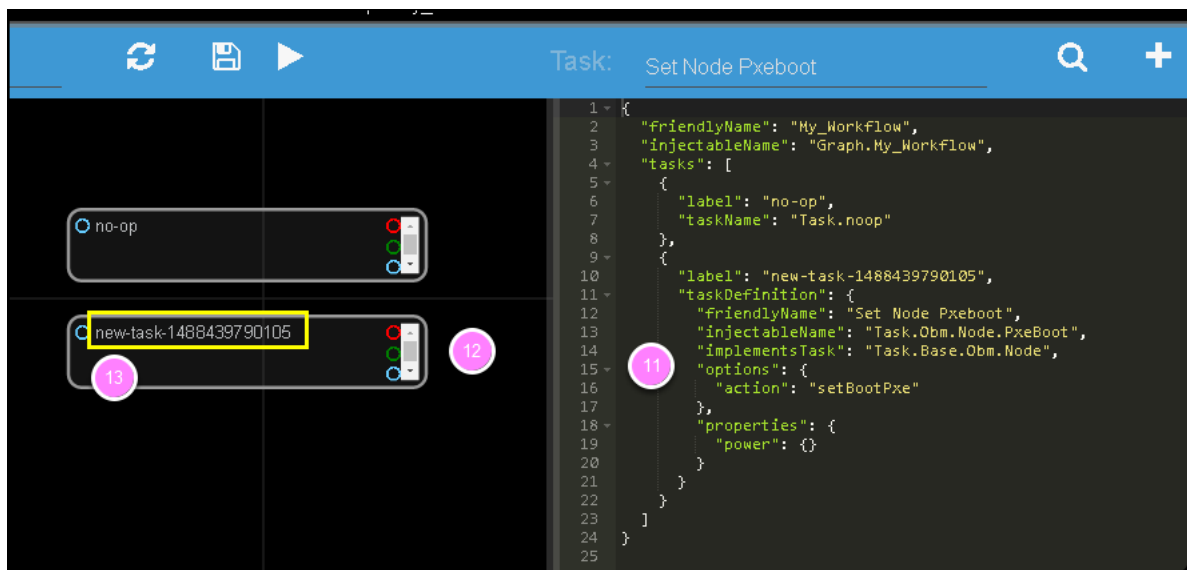 Task: Set Node Pxeboot
no-op
new-task-1488439790105
12
13
11
1 {
2 "friendlyName": "My_Workflow",
3 "injectableName": "Graph.My_Workflow",
4 "tasks": [
5 {
6 "label": "no-op",
7 "taskName": "Task.noop"
8 },
9 {
10 "label": "new-task-1488439790105",
11 "taskDefinition": {
12 "friendlyName": "Set Node Pxeboot",
13 "injectableName": "Task.Obm.Node.PxeBoot",
14 "implementsTask": "Task.Base.Obm.Node",
15 "options": {
16 "action": "setBootPxe"
17 },
18 "properties": {
19 "power": {}
20 }
21 }
22 }
23 ]
24 }
25